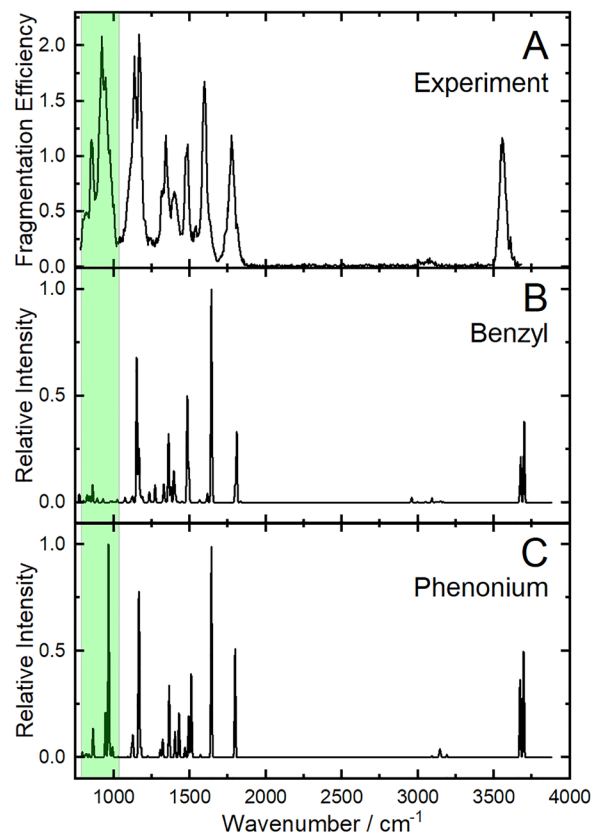 A
Experiment
Fragmentation Efficiency
2.0
1.5
1.0
0.5
0.0
B
Benzyl
Relative Intensity
1.0
0.5
0.0
C
Phenonium
Relative Intensity
1.0
0.5
0.0
1000 1500 2000 2500 3000 3500 4000
Wavenumber / cm⁻¹